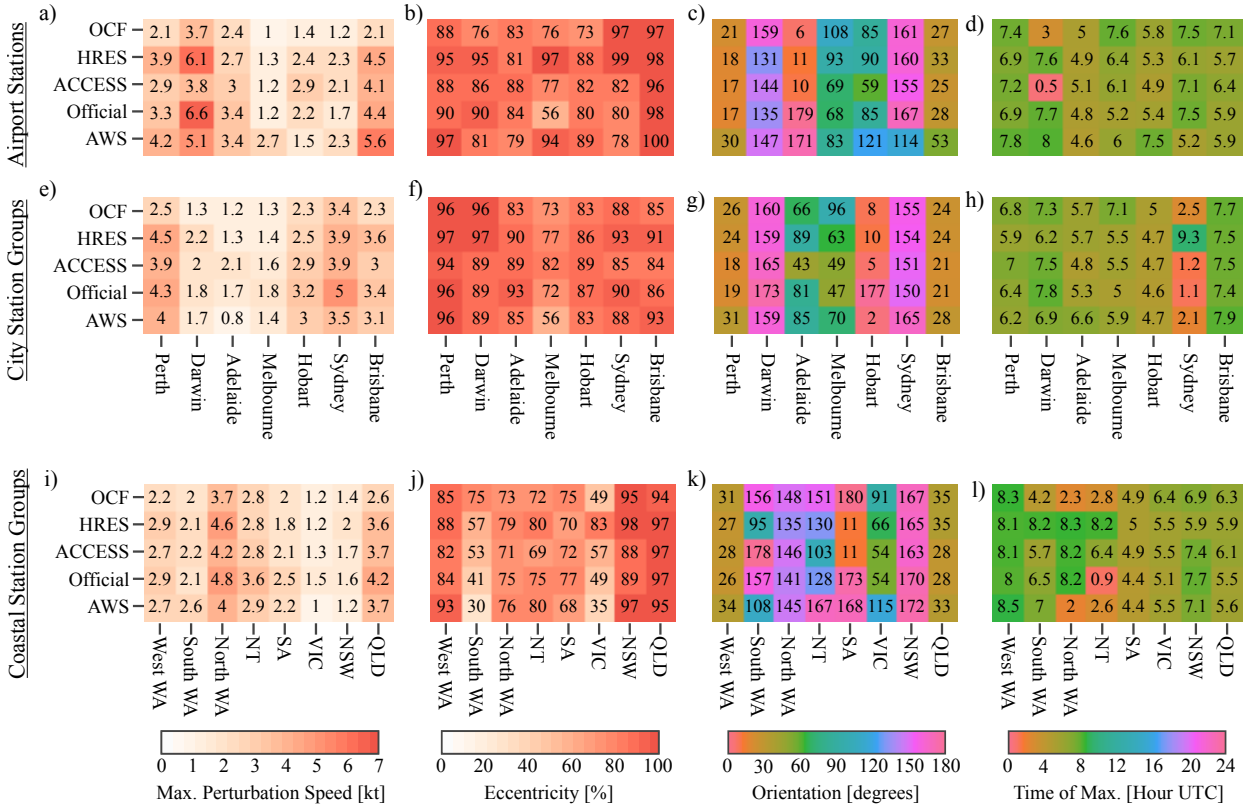 a) b) c) d)
Airport Stations
OCF 2.1 3.7 2.4 1 1.4 1.2 2.1 88 76 83 76 73 97 97 21 159 6 108 85 161 27 7.4 3 5 7.6 5.8 7.5 7.1
HRES 3.9 6.1 2.7 1.3 2.4 2.3 4.5 95 95 81 97 88 99 98 18 131 11 93 90 160 33 6.9 7.6 4.9 6.4 5.3 6.1 5.7
ACCESS 2.9 3.8 3 1.2 2.9 2.1 4.1 88 86 88 77 82 82 96 17 144 10 69 59 155 25 7.2 0.5 5.1 6.1 4.9 7.1 6.4
Official 3.3 6.6 3.4 1.2 2.2 1.7 4.4 90 90 84 56 80 80 98 17 135 179 68 85 167 28 6.9 7.7 4.8 5.2 5.4 7.5 5.9
AWS 4.2 5.1 3.4 2.7 1.5 2.3 5.6 97 81 79 94 89 78 100 30 147 171 83 121 114 53 7.8 8 4.6 6 7.5 5.2 5.9
e) f) g) h)
City Station Groups
OCF 2.5 1.3 1.2 1.3 2.3 3.4 2.3 96 96 83 73 83 88 85 26 160 66 96 8 155 24 6.8 7.3 5.7 7.1 5 2.5 7.7
HRES 4.5 2.2 1.3 1.4 2.5 3.9 3.6 97 97 90 77 86 93 91 24 159 89 63 10 154 24 5.9 6.2 5.7 5.5 4.7 9.3 7.5
ACCESS 3.9 2 2.1 1.6 2.9 3.9 3 94 89 89 82 89 85 84 18 165 43 49 5 151 21 7 7.5 4.8 5.5 4.7 1.2 7.5
Official 4.3 1.8 1.7 1.8 3.2 5 3.4 96 89 93 72 87 90 86 19 173 81 47 177 150 21 6.4 7.8 5.3 5 4.6 1.1 7.4
AWS 4 1.7 0.8 1.4 3 3.5 3.1 96 89 85 56 83 88 93 31 159 85 70 2 165 28 6.2 6.9 6.6 5.9 4.7 2.1 7.9
Perth Darwin Adelaide Melbourne Hobart Sydney Brisbane Perth Darwin Adelaide Melbourne Hobart Sydney Brisbane Perth Darwin Adelaide Melbourne Hobart Sydney Brisbane Perth Darwin Adelaide Melbourne Hobart Sydney Brisbane
i) j) k) l)
Coastal Station Groups
OCF 2.2 2 3.7 2.8 2 1.2 1.4 2.6 85 75 73 72 75 49 95 94 31 156 148 151 180 91 167 35 8.3 4.2 2.3 2.8 4.9 6.4 6.9 6.3
HRES 2.9 2.1 4.6 2.8 1.8 1.2 2 3.6 88 57 79 80 70 83 98 97 27 95 135 130 11 66 165 35 8.1 8.2 8.3 8.2 5 5.5 5.9 5.9
ACCESS 2.7 2.2 4.2 2.8 2.1 1.3 1.7 3.7 82 53 71 69 72 57 88 97 28 178 146 103 11 54 163 28 8.1 5.7 8.2 6.4 4.9 5.5 7.4 6.1
Official 2.9 2.1 4.8 3.6 2.5 1.5 1.6 4.2 84 41 75 75 77 49 89 97 26 157 141 128 173 54 170 28 8 6.5 8.2 0.9 4.4 5.1 7.7 5.5
AWS 2.7 2.6 4 2.9 2.2 1 1.2 3.7 93 30 76 80 68 35 97 95 34 108 145 167 168 115 172 33 8.5 7 2 2.6 4.4 5.5 7.1 5.6
West WA South WA North WA NT SA VIC NSW QLD West WA South WA North WA NT SA VIC NSW QLD West WA South WA North WA NT SA VIC NSW QLD West WA South WA North WA NT SA VIC NSW QLD
0 1 2 3 4 5 6 7 0 20 40 60 80 100 0 30 60 90 120 150 180 0 4 8 12 16 20 24
Max. Perturbation Speed [kt] Eccentricity [%] Orientation [degrees] Time of Max. [Hour UTC]